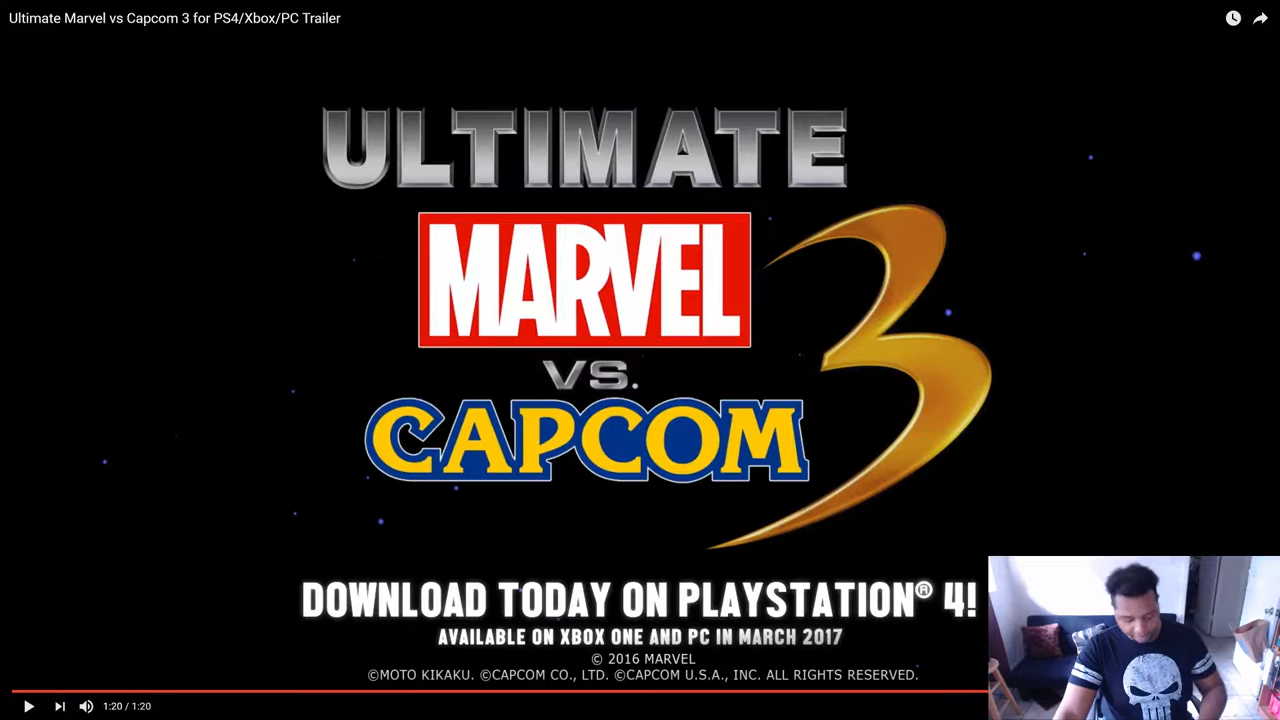 Ultimate Marvel vs Capcom 3 for PS4/Xbox/PC Trailer
ULTIMATE
MARVEL
VS.
CAPCOM
3
DOWNLOAD TODAY ON PLAYSTATION® 4!
AVAILABLE ON XBOX ONE AND PC IN MARCH 2017
© 2016 MARVEL
©MOTO KIKAKU. ©CAPCOM CO., LTD. ©CAPCOM U.S.A., INC. ALL RIGHTS RESERVED.
1:20 / 1:20